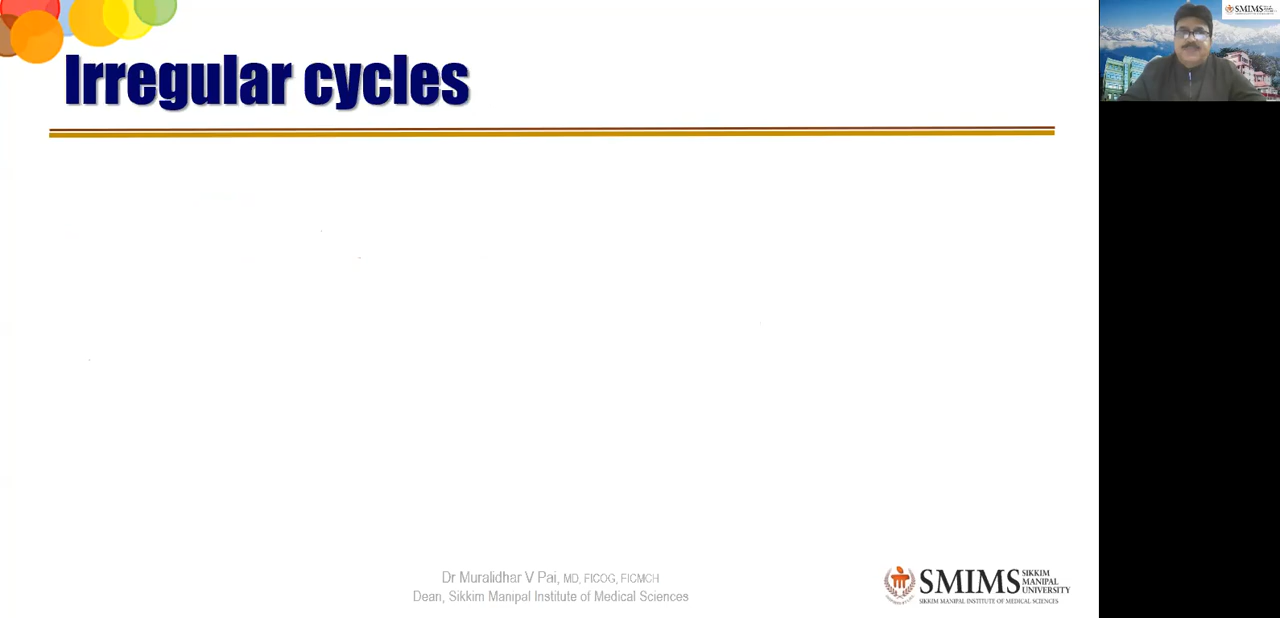 Irregular cycles
SMIMS
Dr Muralidhar V Pai, MD, FICOG, FICMCH
Dean, Sikkim Manipal Institute of Medical Sciences
SMIMS
SIKKIM
MANIPAL
UNIVERSITY
SIKKIM MANIPAL INSTITUTE OF MEDICAL SCIENCES